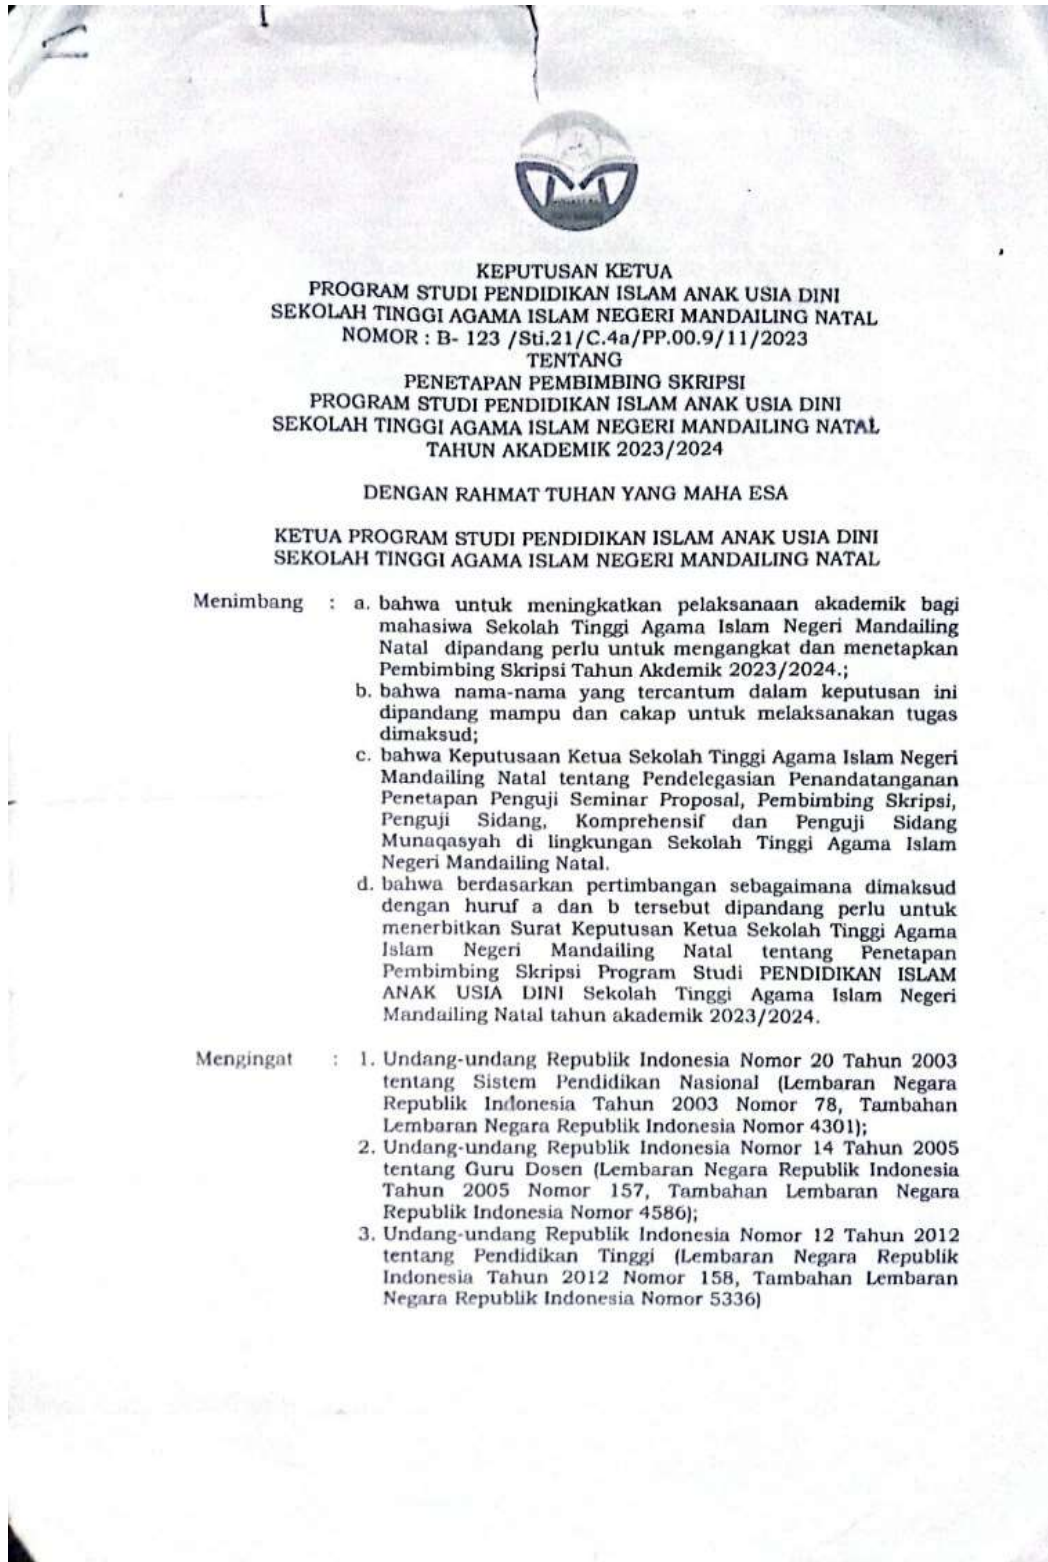 KEPUTUSAN KETUA
PROGRAM STUDI PENDIDIKAN ISLAM ANAK USIA DINI
SEKOLAH TINGGI AGAMA ISLAM NEGERI MANDAILING NATAL
NOMOR : B- 123 /Sti.21/C.4a/PP.00.9/11/2023
TENTANG
PENETAPAN PEMBIMBING SKRIPSI
PROGRAM STUDI PENDIDIKAN ISLAM ANAK USIA DINI
SEKOLAH TINGGI AGAMA ISLAM NEGERI MANDAILING NATAL
TAHUN AKADEMIK 2023/2024
DENGAN RAHMAT TUHAN YANG MAHA ESA
KETUA PROGRAM STUDI PENDIDIKAN ISLAM ANAK USIA DINI
SEKOLAH TINGGI AGAMA ISLAM NEGERI MANDAILING NATAL
Menimbang : a. bahwa untuk meningkatkan pelaksanaan akademik bagi
mahasiwa Sekolah Tinggi Agama Islam Negeri Mandailing
Natal dipandang perlu untuk mengangkat dan menetapkan
Pembimbing Skripsi Tahun Akdemik 2023/2024.;
b. bahwa nama-nama yang tercantum dalam keputusan ini
dipandang mampu dan cakap untuk melaksanakan tugas
dimaksud;
c. bahwa Keputusaan Ketua Sekolah Tinggi Agama Islam Negeri
Mandailing Natal tentang Pendelegasian Penandatanganan
Penetapan Penguji Seminar Proposal, Pembimbing Skripsi,
Penguji Sidang, Komprehensif dan Penguji Sidang
Munaqasyah di lingkungan Sekolah Tinggi Agama Islam
Negeri Mandailing Natal.
d. bahwa berdasarkan pertimbangan sebagaimana dimaksud
dengan huruf a dan b tersebut dipandang perlu untuk
menerbitkan Surat Keputusan Ketua Sekolah Tinggi Agama
Islam Negeri Mandailing Natal tentang Penetapan
Pembimbing Skripsi Program Studi PENDIDIKAN ISLAM
ANAK USIA DINI Sekolah Tinggi Agama Islam Negeri
Mandailing Natal tahun akademik 2023/2024.
Mengingat : 1. Undang-undang Republik Indonesia Nomor 20 Tahun 2003
tentang Sistem Pendidikan Nasional (Lembaran Negara
Republik Indonesia Tahun 2003 Nomor 78, Tambahan
Lembaran Negara Republik Indonesia Nomor 4301);
2. Undang-undang Republik Indonesia Nomor 14 Tahun 2005
tentang Guru Dosen (Lembaran Negara Republik Indonesia
Tahun 2005 Nomor 157, Tambahan Lembaran Negara
Republik Indonesia Nomor 4586);
3. Undang-undang Republik Indonesia Nomor 12 Tahun 2012
tentang Pendidikan Tinggi (Lembaran Negara Republik
Indonesia Tahun 2012 Nomor 158, Tambahan Lembaran
Negara Republik Indonesia Nomor 5336)